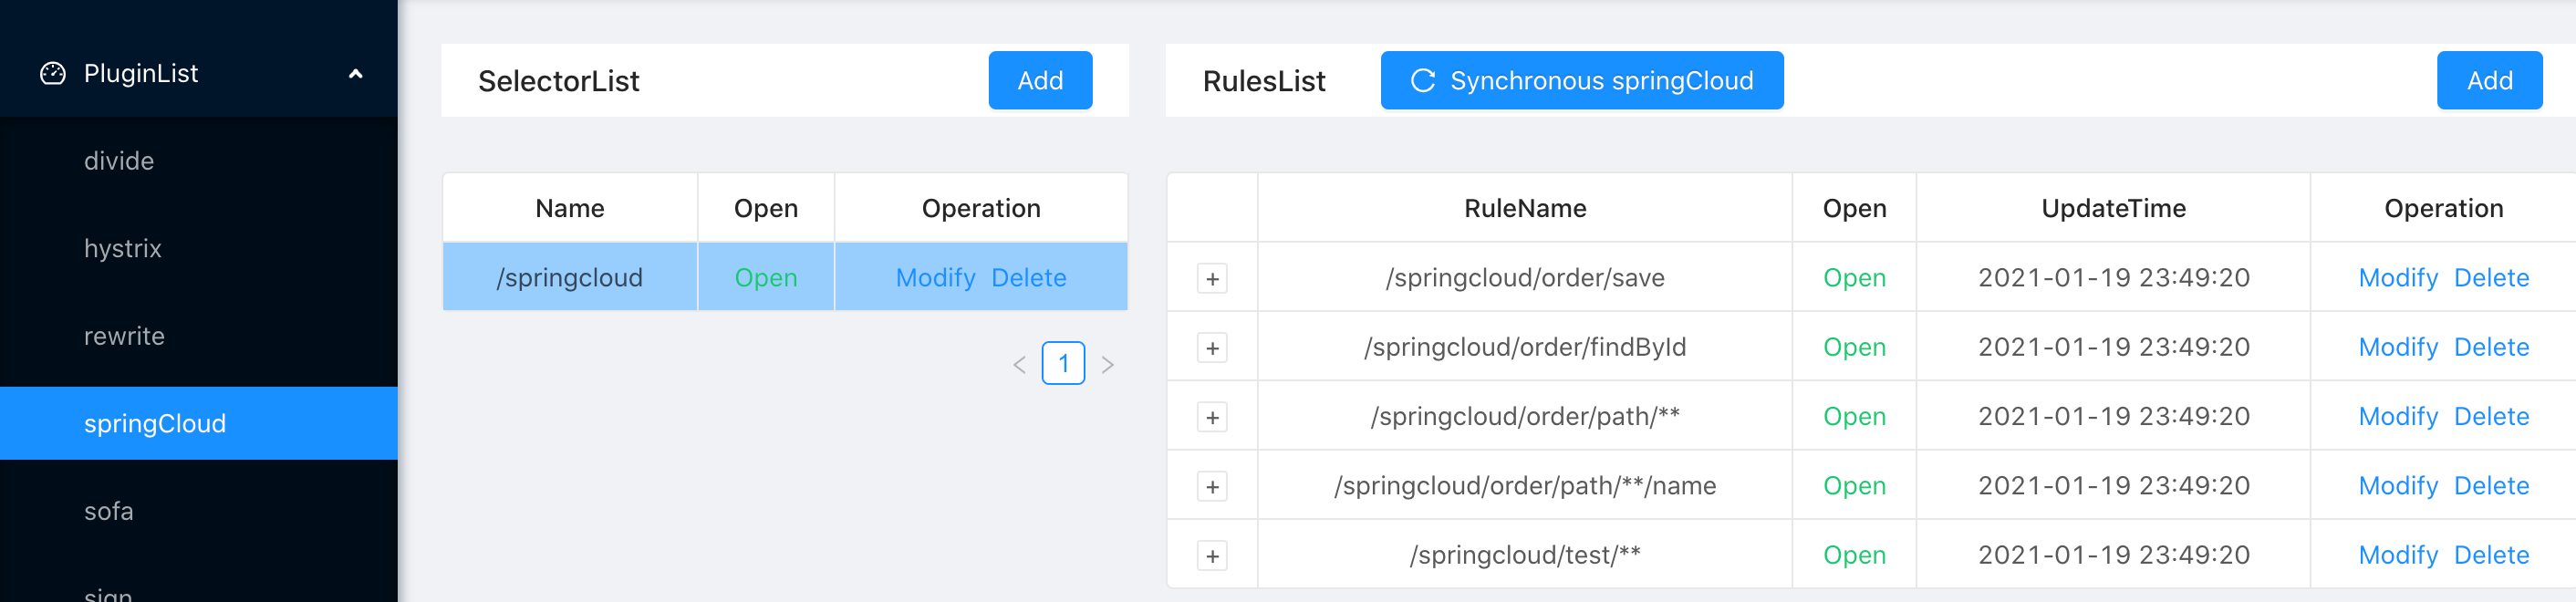 PluginList
divide
hystrix
rewrite
springCloud
sofa
sign
SelectorList Add
Name Open Operation
/springcloud Open Modify Delete
< 1 >
RulesList Synchronous springCloud Add
RuleName Open UpdateTime Operation
+ /springcloud/order/save Open 2021-01-19 23:49:20 Modify Delete
+ /springcloud/order/findById Open 2021-01-19 23:49:20 Modify Delete
+ /springcloud/order/path/** Open 2021-01-19 23:49:20 Modify Delete
+ /springcloud/order/path/**/name Open 2021-01-19 23:49:20 Modify Delete
+ /springcloud/test/** Open 2021-01-19 23:49:20 Modify Delete